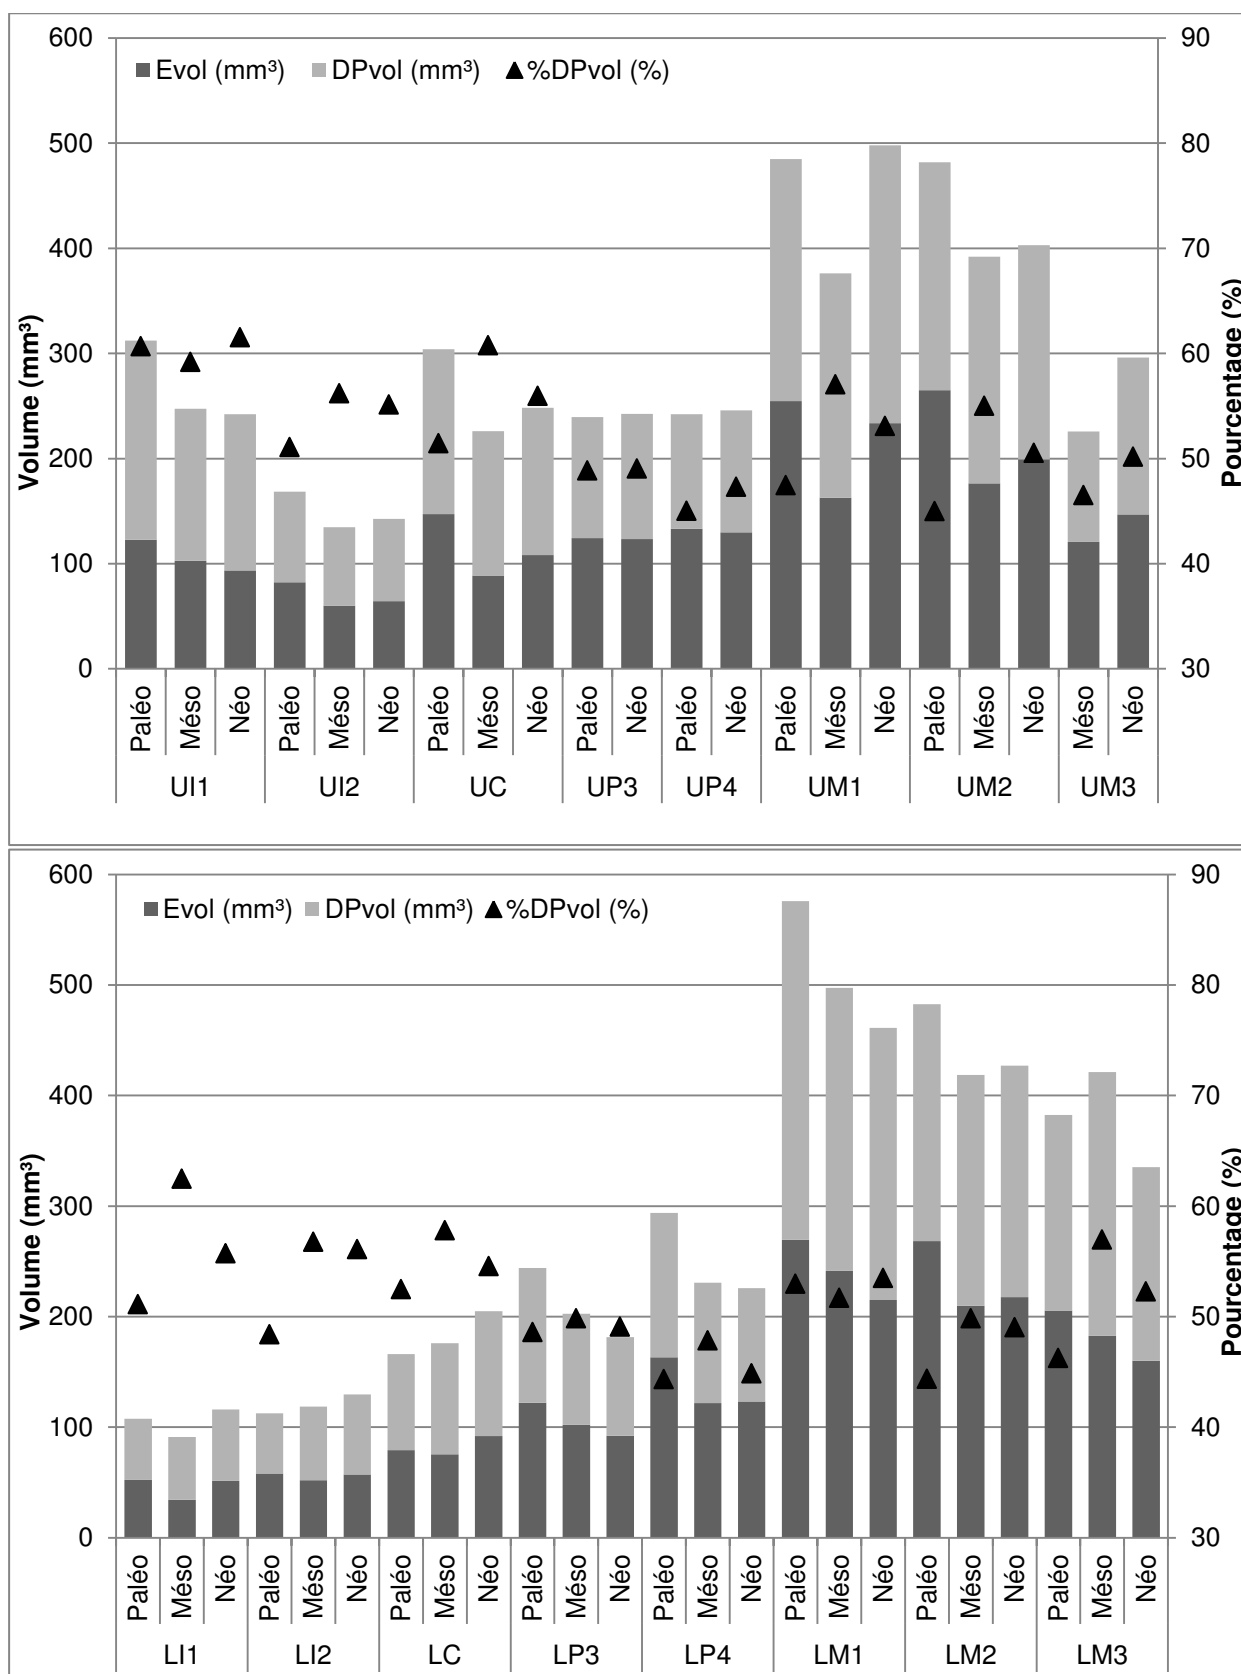 600
90
Evol (mm³) DPvol (mm³) %DPvol (%)
500
80
400
70
300
60
200
50
100
40
0
30
Volume (mm³)
Pourcentage (%)
Paléo Méso Néo Paléo Méso Néo Paléo Méso Néo Paléo Néo Paléo Néo Paléo Méso Néo Paléo Méso Néo Méso Néo
UI1 UI2 UC UP3 UP4 UM1 UM2 UM3
600
90
Evol (mm³) DPvol (mm³) %DPvol (%)
500
80
400
70
300
60
200
50
100
40
0
30
Volume (mm³)
Pourcentage (%)
Paléo Méso Néo Paléo Méso Néo Paléo Méso Néo Paléo Méso Néo Paléo Méso Néo Paléo Méso Néo Paléo Méso Néo Paléo Méso Néo
LI1 LI2 LC LP3 LP4 LM1 LM2 LM3